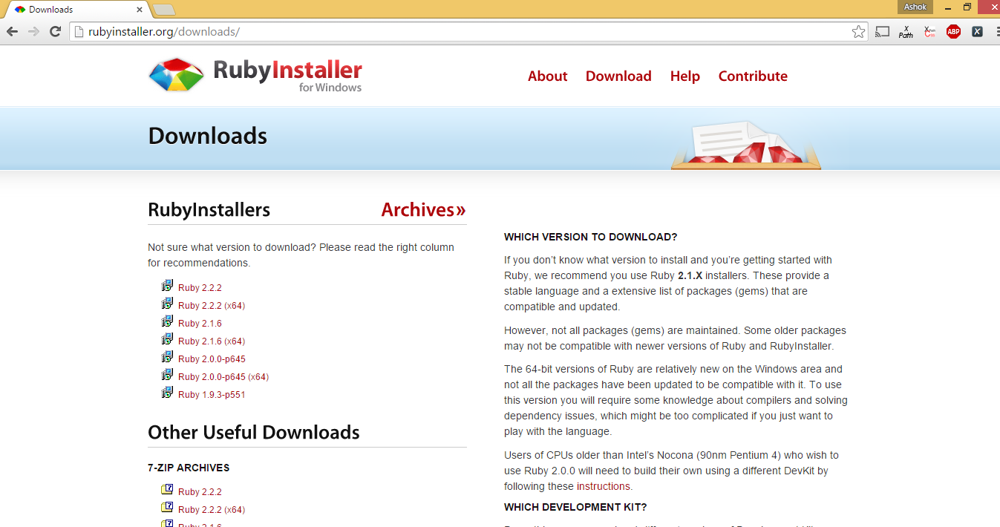 Downloads
Ashok
rubyinstaller.org/downloads/
X Path
ABP
X
RubyInstaller
for Windows
About Download Help Contribute
Downloads
RubyInstallers Archives»
Not sure what version to download? Please read the right column
for recommendations.
Ruby 2.2.2
Ruby 2.2.2 (x64)
Ruby 2.1.6
Ruby 2.1.6 (x64)
Ruby 2.0.0-p645
Ruby 2.0.0-p645 (x64)
Ruby 1.9.3-p551
Other Useful Downloads
7-ZIP ARCHIVES
Ruby 2.2.2
Ruby 2.2.2 (x64)
Ruby 2.1.6
WHICH VERSION TO DOWNLOAD?
If you don’t know what version to install and you’re getting started with
Ruby, we recommend you use Ruby 2.1.X installers. These provide a
stable language and a extensive list of packages (gems) that are
compatible and updated.
However, not all packages (gems) are maintained. Some older packages
may not be compatible with newer versions of Ruby and RubyInstaller.
The 64-bit versions of Ruby are relatively new on the Windows area and
not all the packages have been updated to be compatible with it. To use
this version you will require some knowledge about compilers and solving
dependency issues, which might be too complicated if you just want to
play with the language.
Users of CPUs older than Intel’s Nocona (90nm Pentium 4) who wish to
use Ruby 2.0.0 will need to build their own using a different DevKit by
following these instructions.
WHICH DEVELOPMENT KIT?